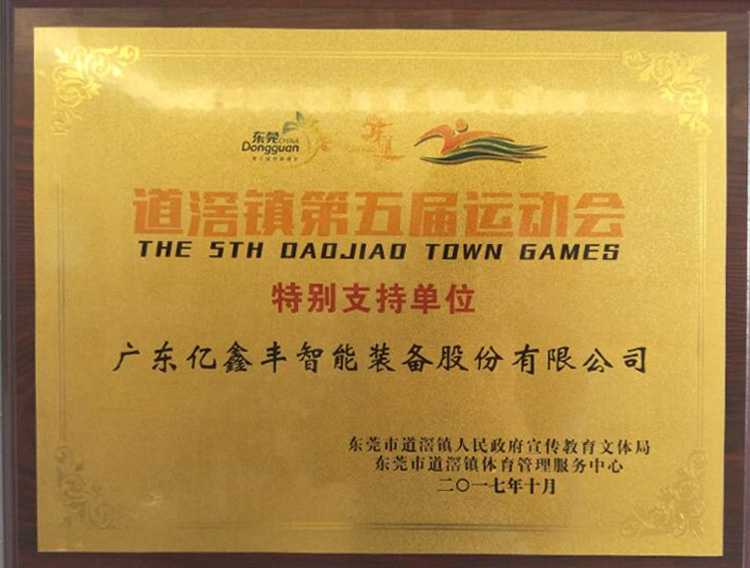 东莞
CHINA
Dongguan
道滘镇第五届运动会
THE 5TH DAOJIAO TOWN GAMES
特别支持单位
广东亿鑫丰智能装备股份有限公司
东莞市道滘镇人民政府宣传教育文体局
东莞市道滘镇体育管理服务中心
二〇一七年十月